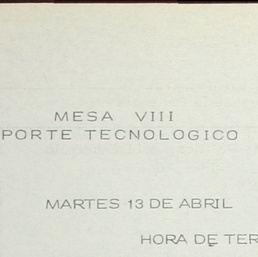 MESA VIII
PORTE TECNOLOGICO
MARTES 13 DE ABRIL
HORA DE TER